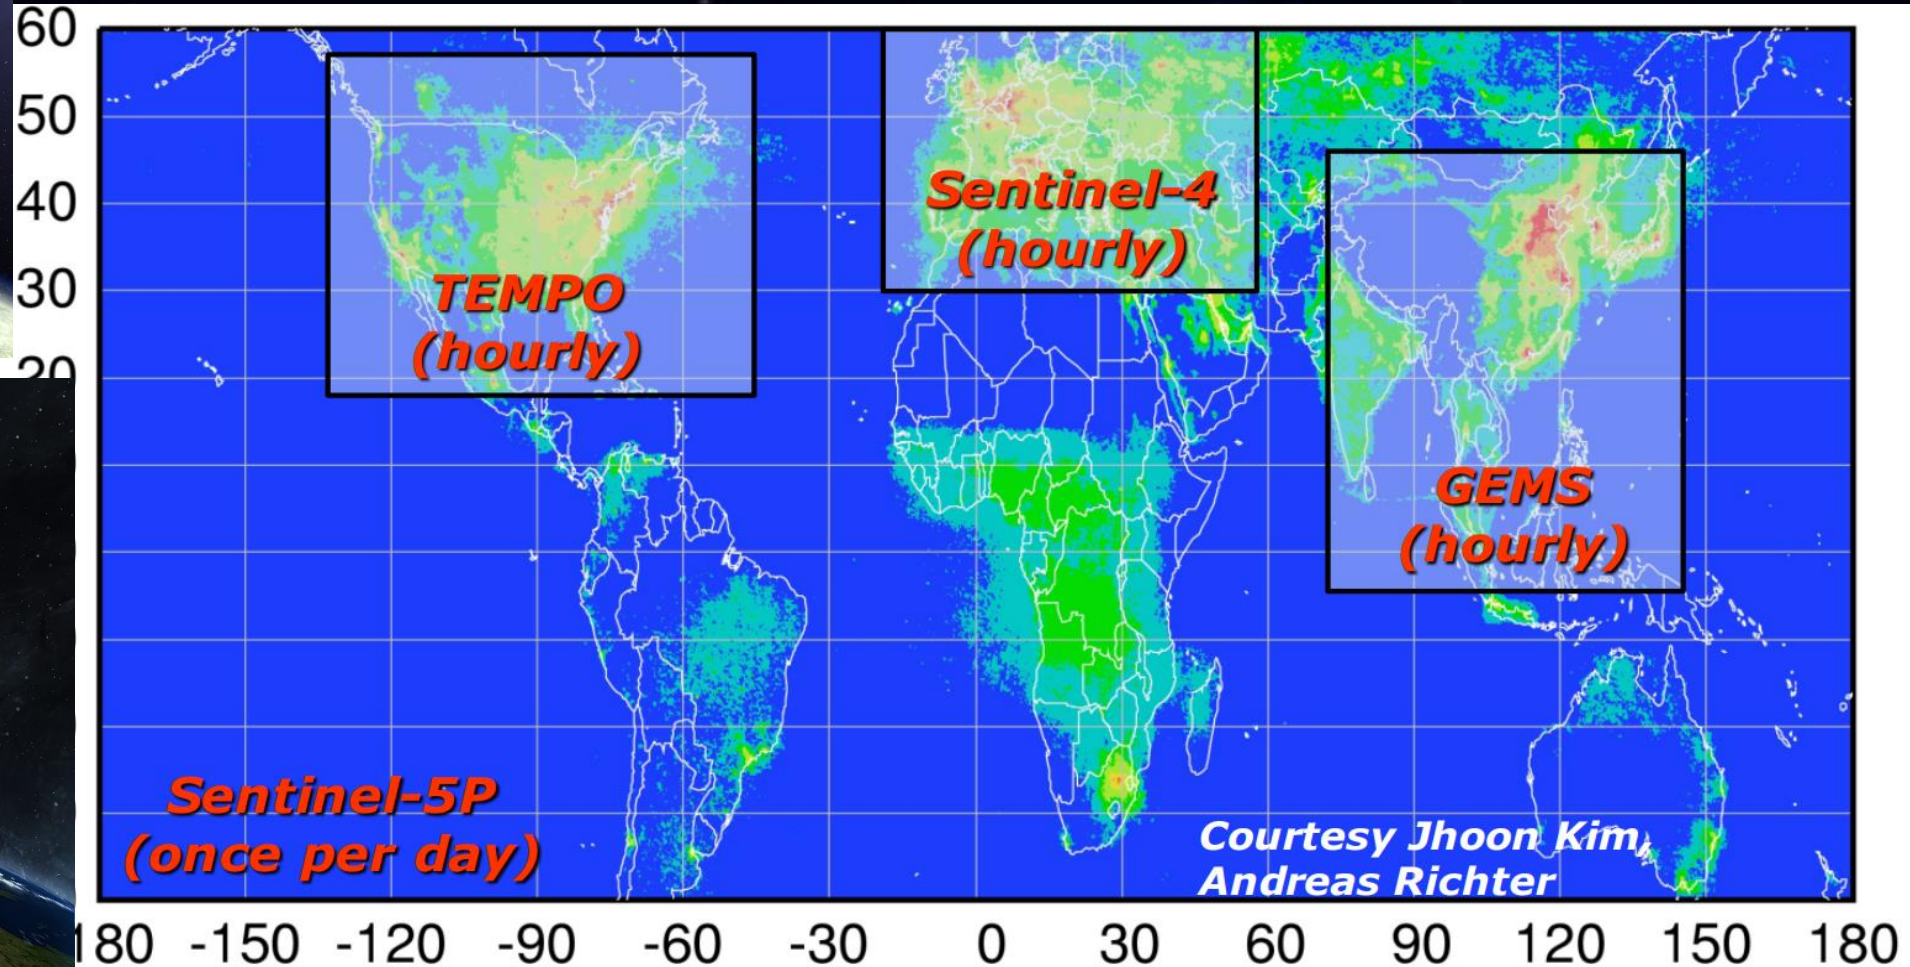 60
50
40
30
20
TEMPO
(hourly)
Sentinel-4
(hourly)
GEMS
(hourly)
Sentinel-5P
(once per day)
Courtesy Jhoon Kim,
Andreas Richter
180 -150 -120 -90 -60 -30 0 30 60 90 120 150 180